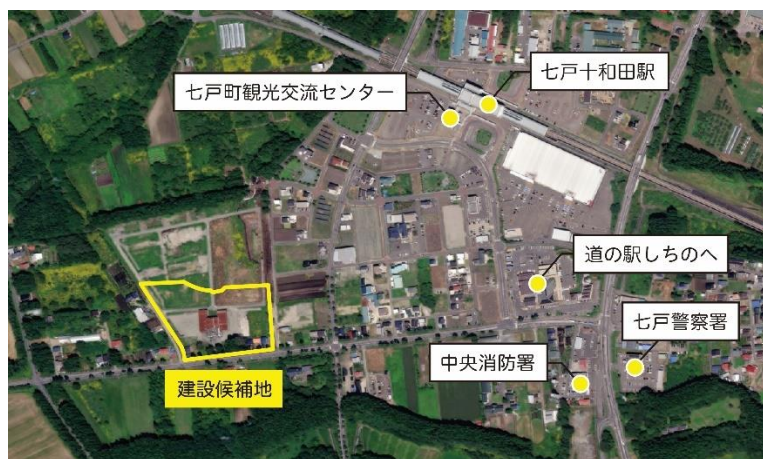 七戸十和田駅
七戸町観光交流センター
道の駅しちのへ
七戸警察署
中央消防署
建設候補地